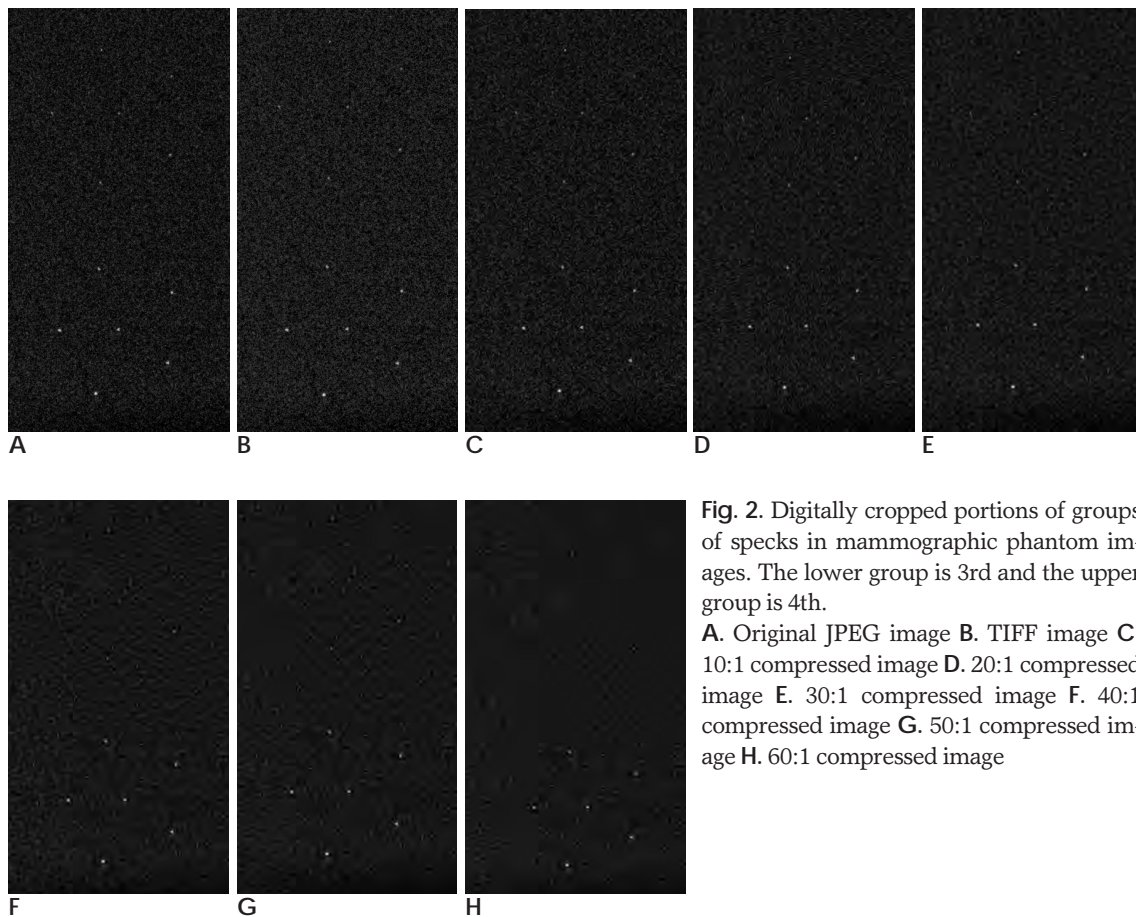 A
B
C
D
E
Fig. 2. Digitally cropped portions of groups
of specks in mammographic phantom im-
ages. The lower group is 3rd and the upper
group is 4th.
A. Original JPEG image B. TIFF image C.
10:1 compressed image D. 20:1 compressed
image E. 30:1 compressed image F. 40:1
compressed image G. 50:1 compressed im-
age H. 60:1 compressed image
F
G
H